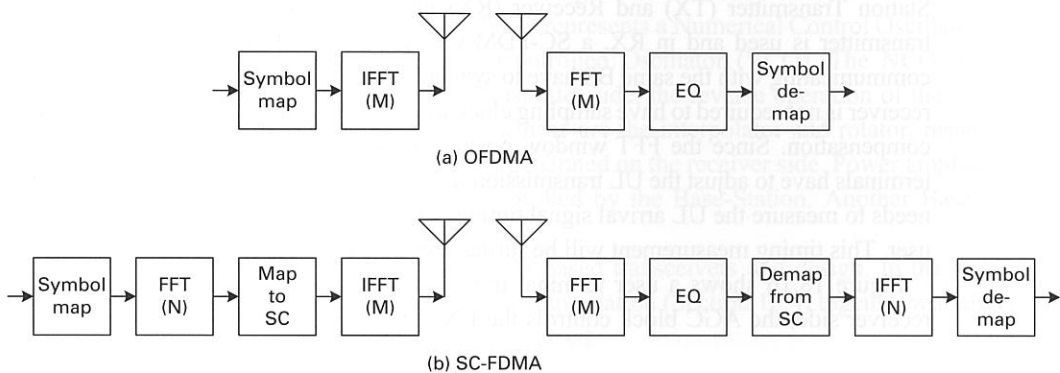 Symbol
map
IFFT
(M)
FFT
(M)
EQ
Symbol
de-
map
(a) OFDMA
Symbol
map
FFT
(N)
Map
to
SC
IFFT
(M)
FFT
(M)
EQ
Demap
from
SC
IFFT
(N)
Symbol
de-
map
(b) SC-FDMA